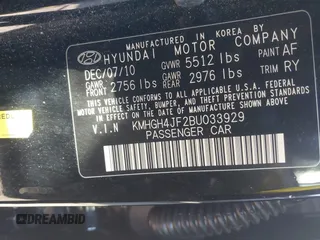 MANUFACTURED IN KOREA BY
HYUNDAI MOTOR COMPANY
DEC/07/10 GVWR 5512 lbs PAINT AF
GAWR FRONT 2756 lbs GAWR REAR 2976 lbs TRIM RY
THIS VEHICLE CONFORMS TO ALL APPLICABLE
FEDERAL MOTOR VEHICLE SAFETY, BUMPER, AND
THEFT PREVENTION STANDARDS IN EFFECT ON
THE DATE OF MANUFACTURE SHOWN ABOVE.
V.I.N KMHGH4JF2BU033929
PASSENGER CAR
DREAMBID